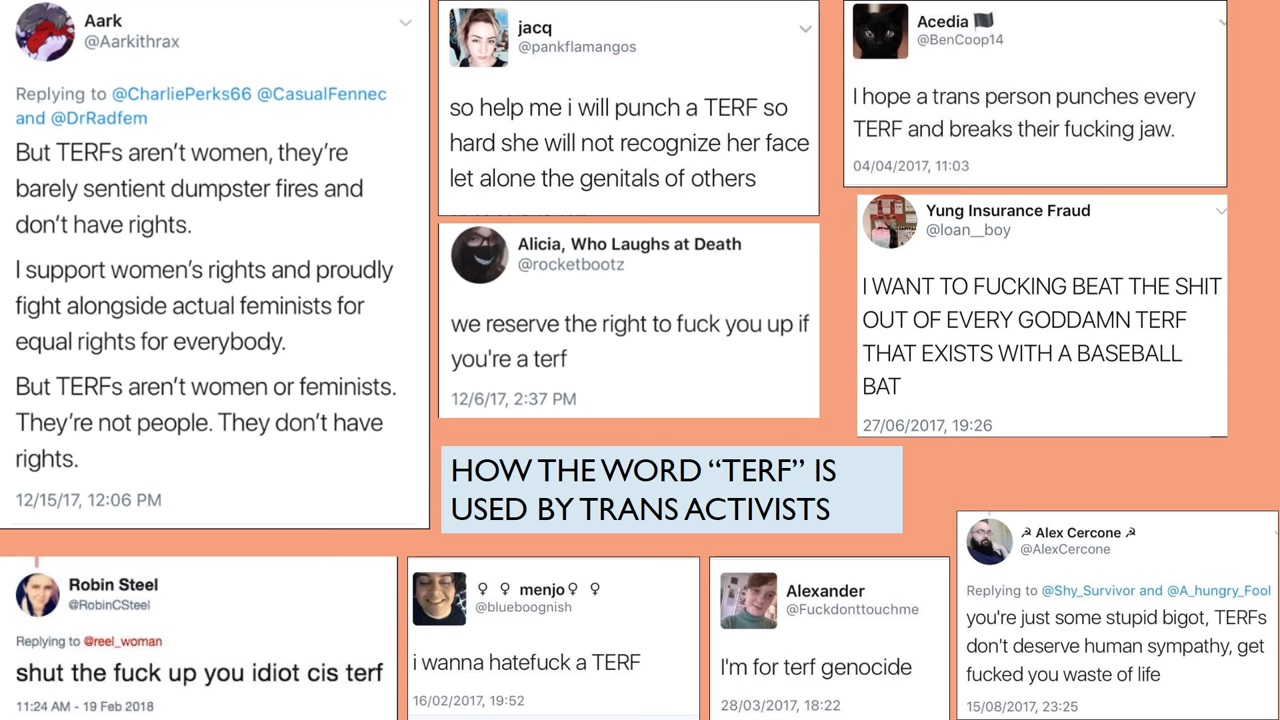 Aark
@Aarkithrax
Replying to @CharliePerks66 @CasualFennec
and @DrRadfem
But TERFs aren't women, they're
barely sentient dumpster fires and
don't have rights.
I support women's rights and proudly
fight alongside actual feminists for
equal rights for everybody.
But TERFs aren't women or feminists.
They're not people. They don't have
rights.
12/15/17, 12:06 PM
jacq
@pankflamangos
so help me i will punch a TERF so
hard she will not recognize her face
let alone the genitals of others
Acedia 🏴
@BenCoop14
I hope a trans person punches every
TERF and breaks their fucking jaw.
04/04/2017, 11:03
Alicia, Who Laughs at Death
@rocketbootz
we reserve the right to fuck you up if
you're a terf
12/6/17, 2:37 PM
Yung Insurance Fraud
@loan__boy
I WANT TO FUCKING BEAT THE SHIT
OUT OF EVERY GODDAMN TERF
THAT EXISTS WITH A BASEBALL
BAT
27/06/2017, 19:26
HOW THE WORD “TERF” IS
USED BY TRANS ACTIVISTS
Robin Steel
@RobinCSteel
Replying to @reel_woman
shut the fuck up you idiot cis terf
11:24 AM - 19 Feb 2018
♀ ♀ menjo♀ ♀
@blueboognish
i wanna hatefuck a TERF
16/02/2017, 19:52
Alexander
@Fuckdonttouchme
I'm for terf genocide
28/03/2017, 18:22
☭ Alex Cercone ☭
@AlexCercone
Replying to @Shy_Survivor and @A_hungry_Fool
you're just some stupid bigot, TERFs
don't deserve human sympathy, get
fucked you waste of life
15/08/2017, 23:25